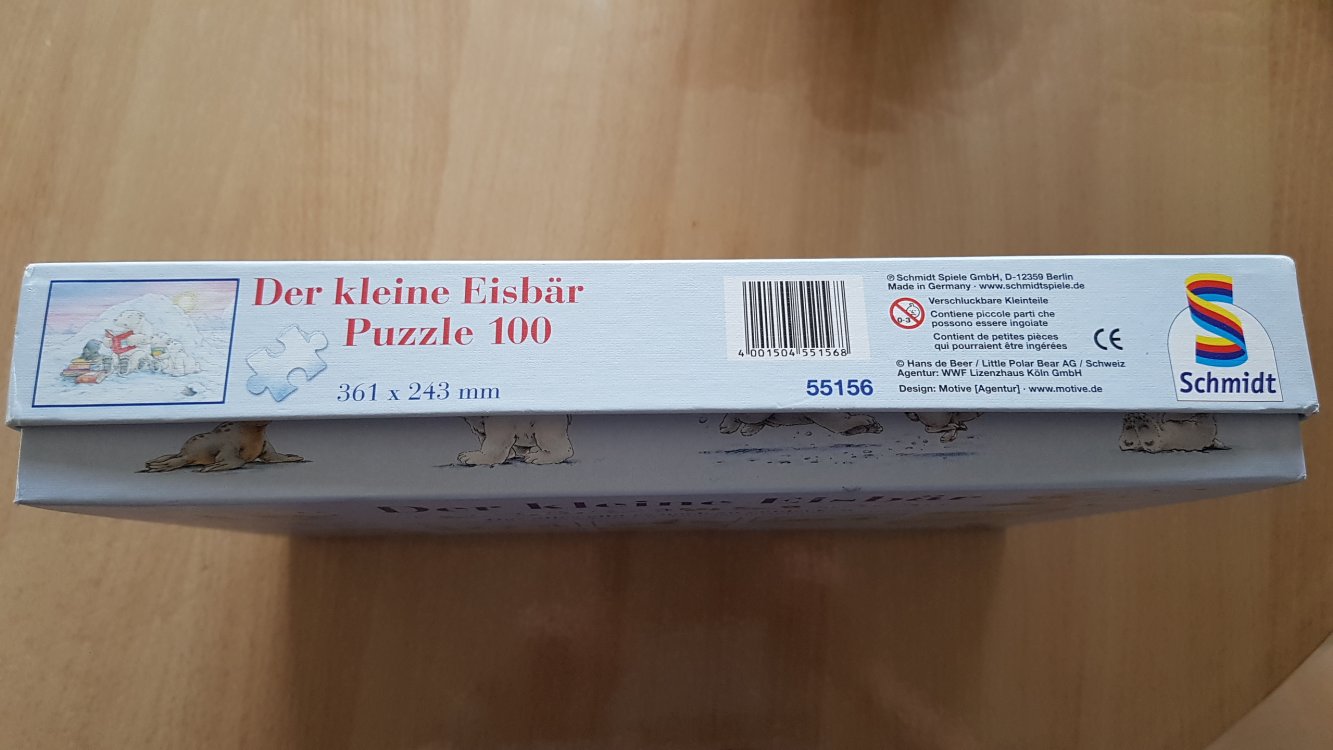 Der kleine Eisbär
Puzzle 100
361 x 243 mm
4 001504 551568
55156
℗ Schmidt Spiele GmbH, D-12359 Berlin
Made in Germany · www.schmidtspiele.de
0-3
Verschluckbare Kleinteile
Contiene piccole parti che
possono essere ingoiate
Contient de petites pièces
qui pourraient être ingérées
CE
© Hans de Beer / Little Polar Bear AG / Schweiz
Agentur: WWF Lizenzhaus Köln GmbH
Design: Motive [Agentur] · www.motive.de
Schmidt
Der kleine Eisbär